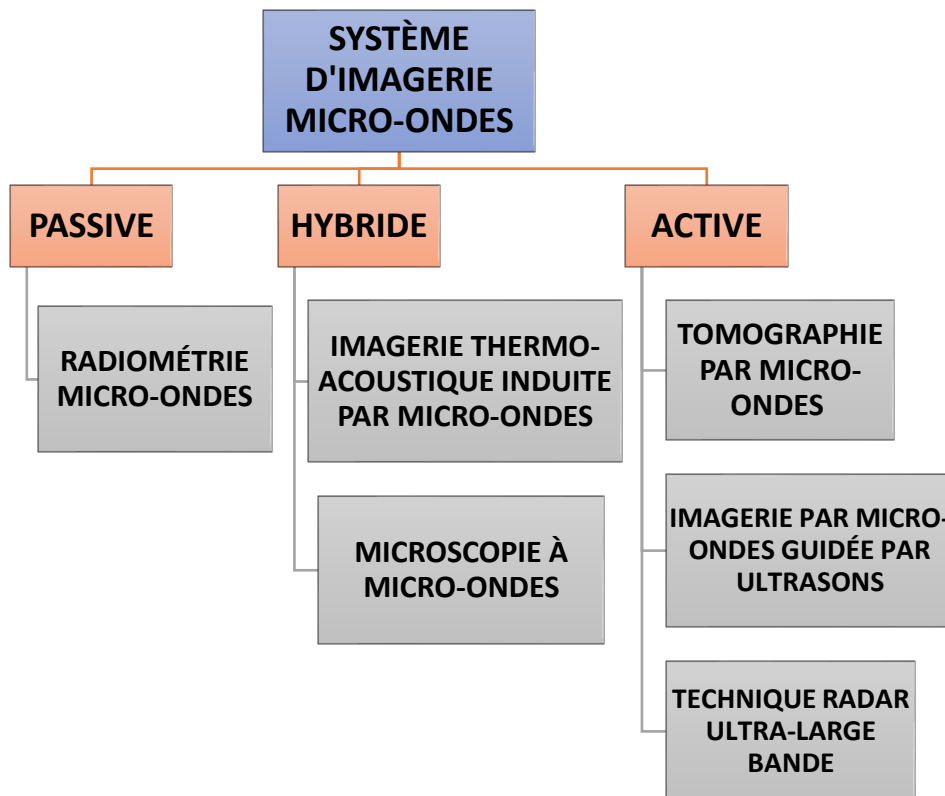 SYSTÈME
D'IMAGERIE
MICRO-ONDES
PASSIVE
HYBRIDE
ACTIVE
RADIOMÉTRIE
MICRO-ONDES
IMAGERIE THERMO-
ACOUSTIQUE INDUITE
PAR MICRO-ONDES
MICROSCOPIE À
MICRO-ONDES
TOMOGRAPHIE
PAR MICRO-
ONDES
IMAGERIE PAR MICRO-
ONDES GUIDÉE PAR
ULTRASONS
TECHNIQUE RADAR
ULTRA-LARGE
BANDE